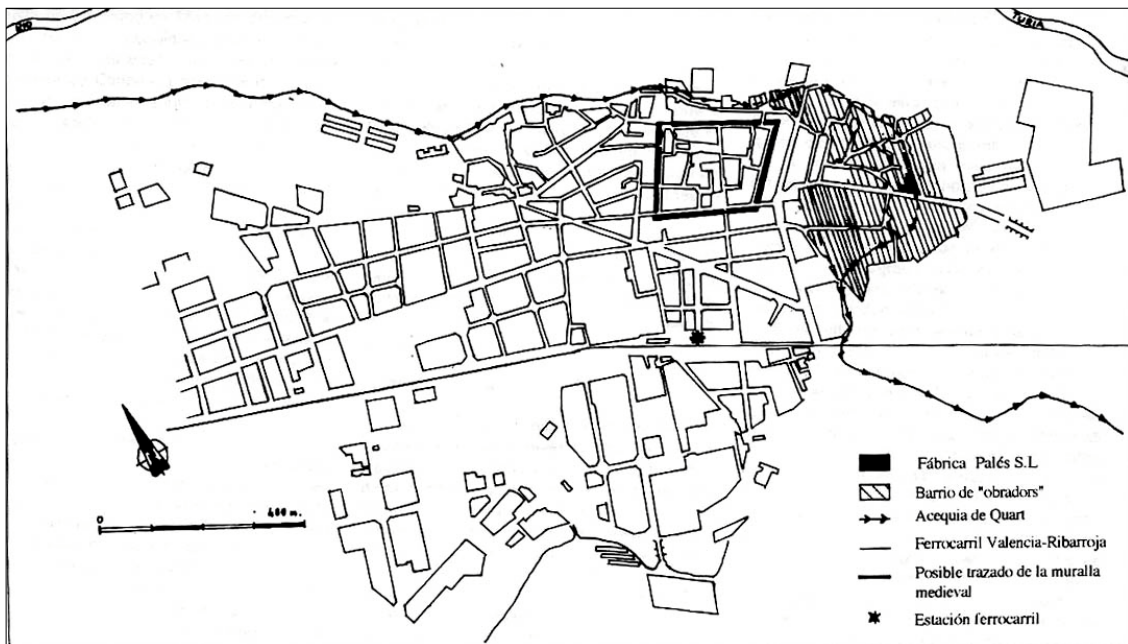 RIO
TURIA
0 400 m.
Fábrica Palés S.L
Barrio de "obradors"
Acequia de Quart
Ferrocarril Valencia-Ribarroja
Posible trazado de la muralla
medieval
Estación ferrocarril